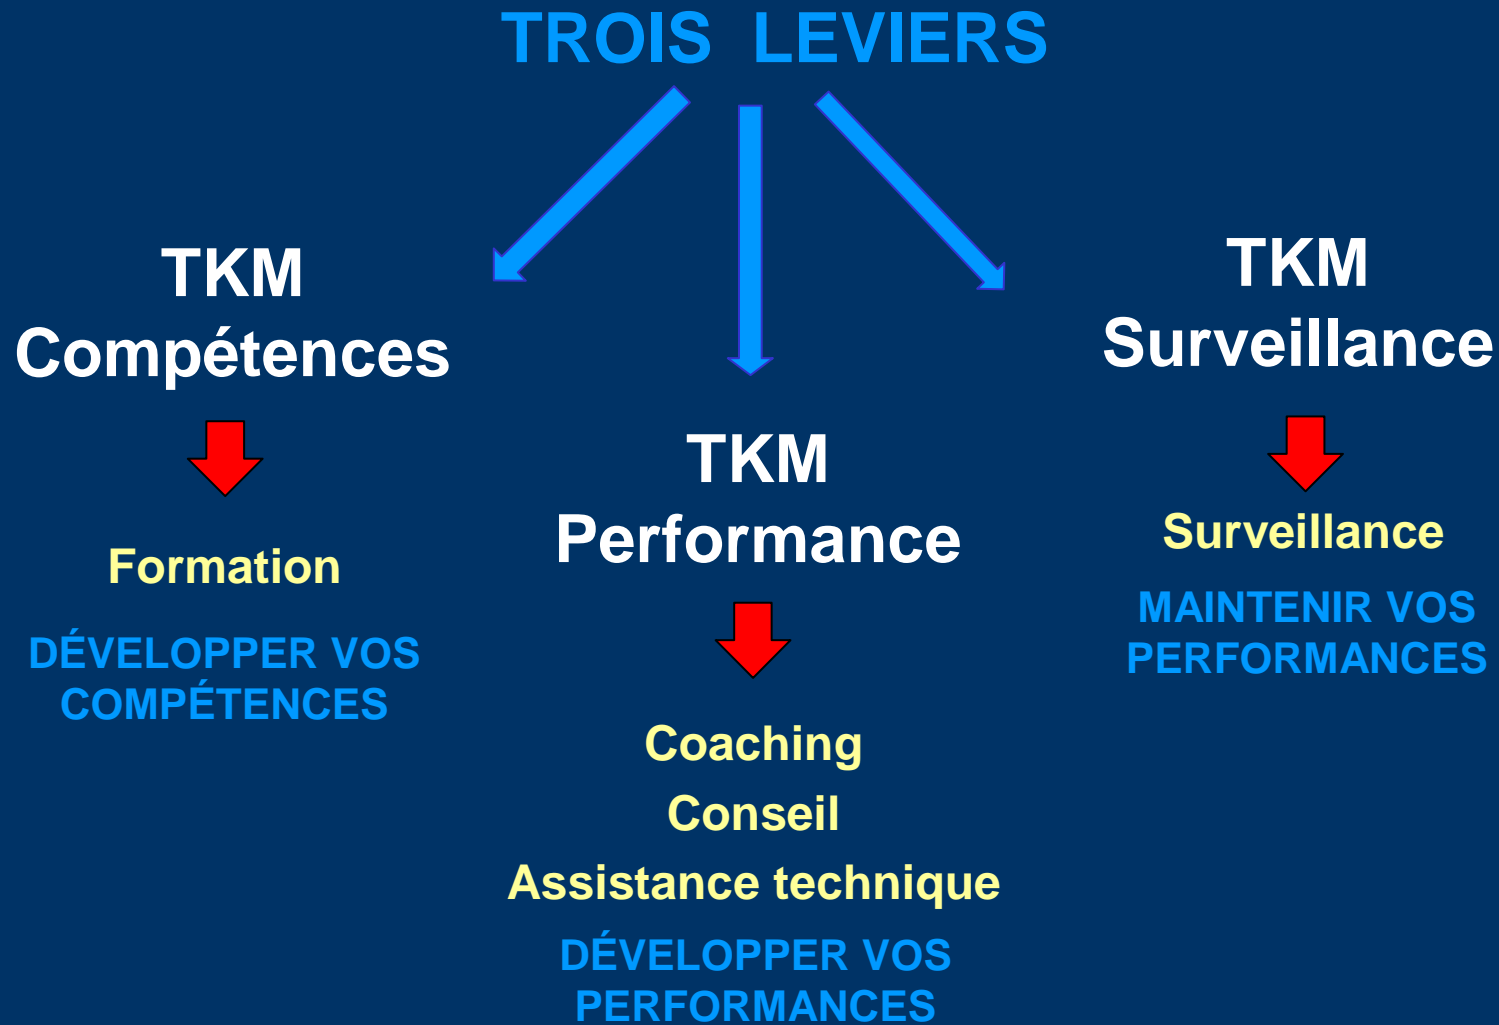 TROIS LEVIERS
TKM
Compétences
Formation
DÉVELOPPER VOS
COMPÉTENCES
TKM
Performance
Coaching
Conseil
Assistance technique
DÉVELOPPER VOS
PERFORMANCES
TKM
Surveillance
Surveillance
MAINTENIR VOS
PERFORMANCES